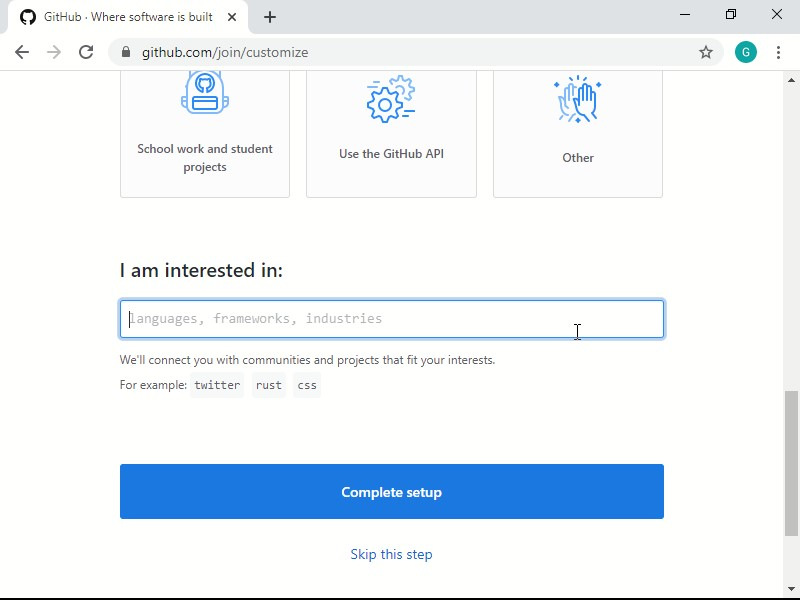 GitHub · Where software is built
github.com/join/customize
G
School work and student
projects
Use the GitHub API
Other
I am interested in:
languages, frameworks, industries
We'll connect you with communities and projects that fit your interests.
For example: twitter rust css
Complete setup
Skip this step